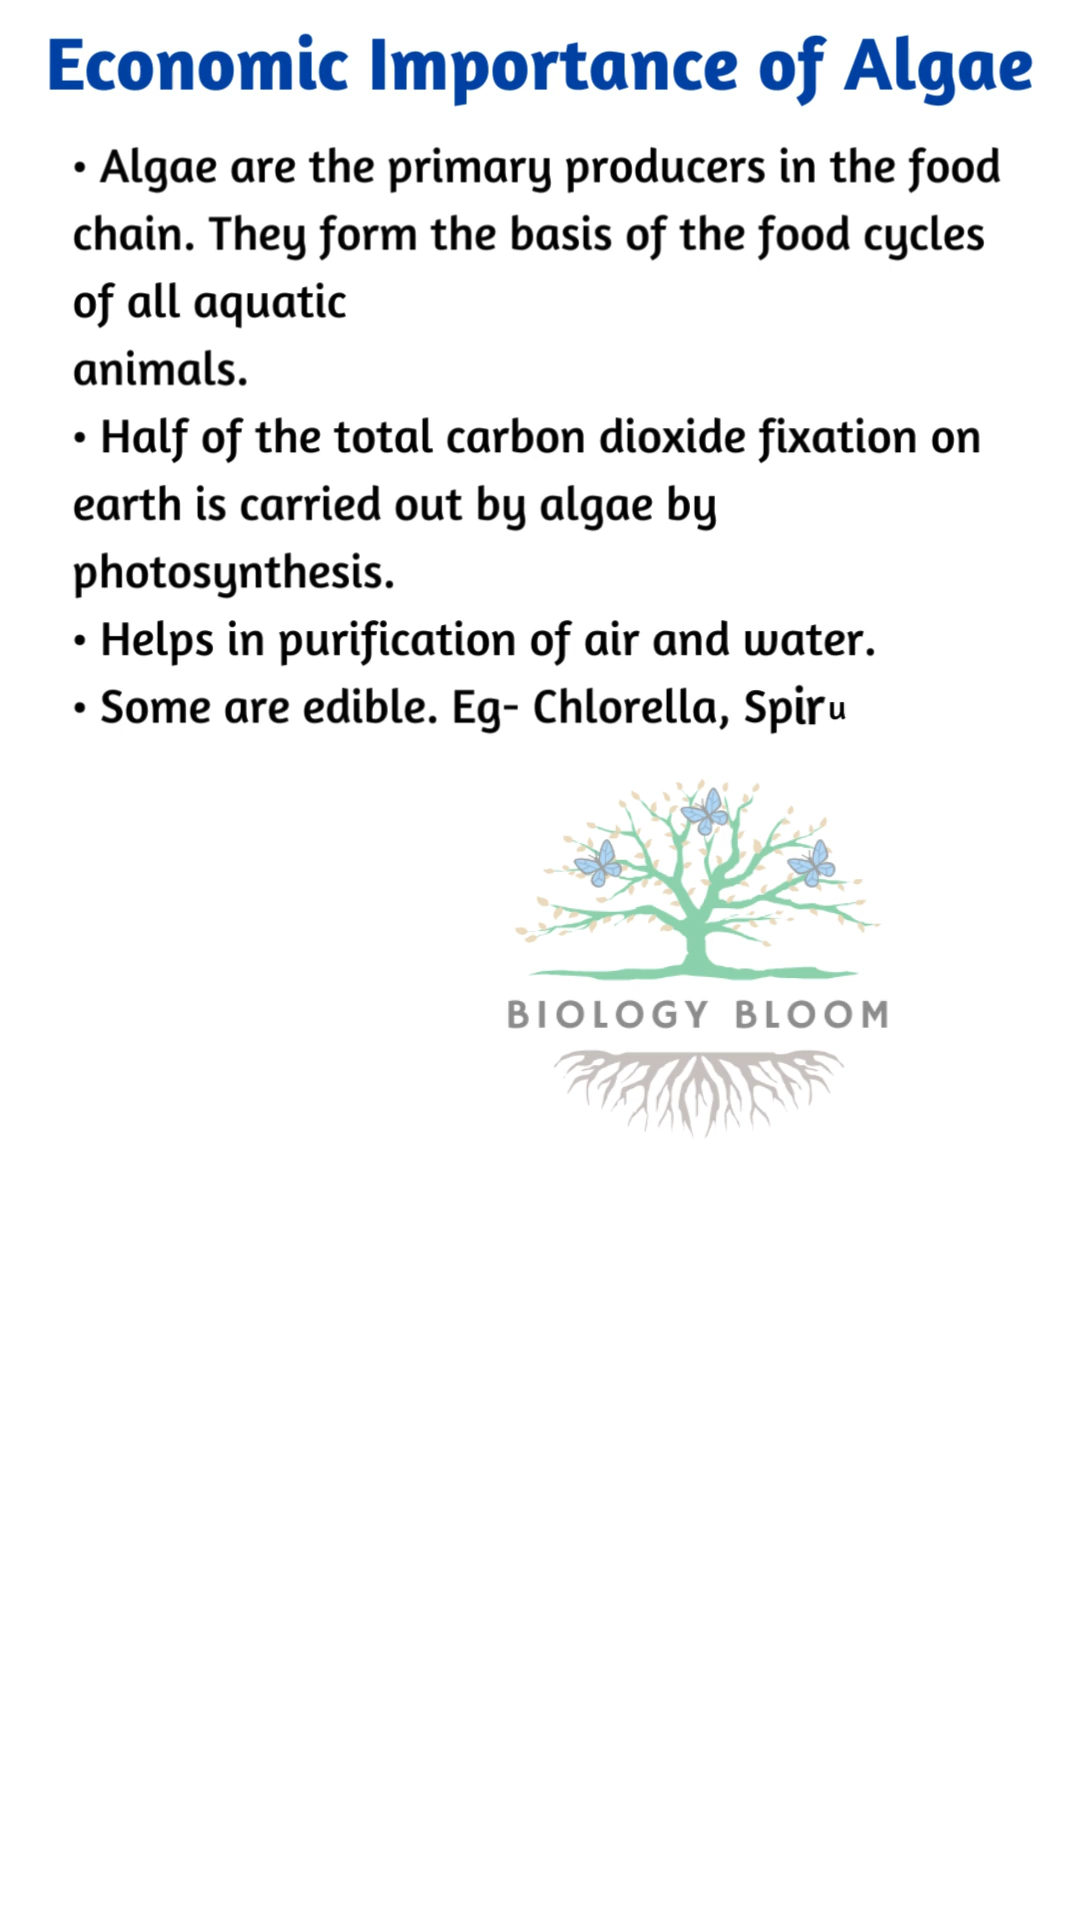 Economic Importance of Algae
• Algae are the primary producers in the food
chain. They form the basis of the food cycles
of all aquatic
animals.
• Half of the total carbon dioxide fixation on
earth is carried out by algae by
photosynthesis.
• Helps in purification of air and water.
• Some are edible. Eg- Chlorella, Spiru
BIOLOGY BLOOM